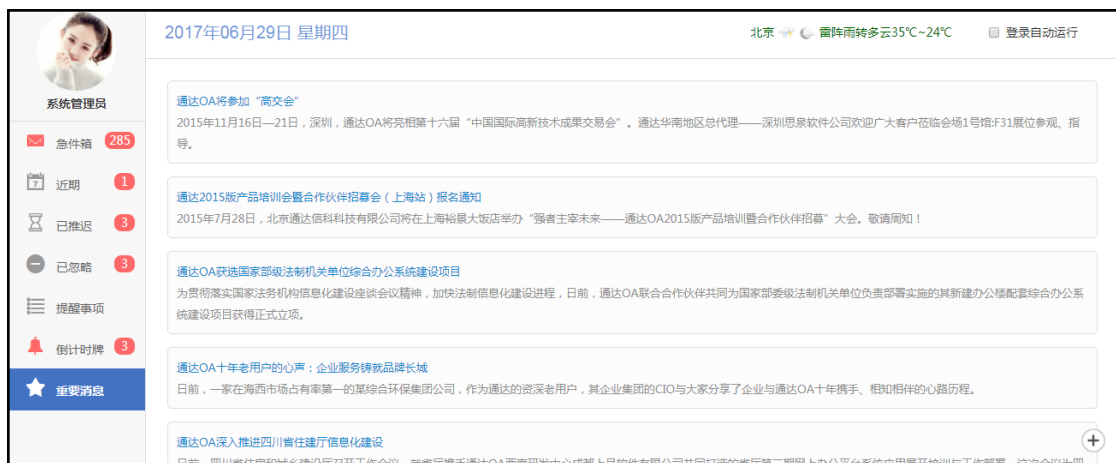 2017年06月29日 星期四
北京 雷阵雨转多云35℃~24℃
登录自动运行
系统管理员
急件箱 285
7 近期 1
已推迟 3
已忽略 3
提醒事项
倒计时牌 3
重要消息
通达OA将参加“高交会”
2015年11月16日—21日，深圳，通达OA将亮相第十六届“中国国际高新技术成果交易会”。通达华南地区总代理——深圳思泉软件公司欢迎广大客户莅临会场1号馆:F31展位参观、指
导。
通达2015版产品培训会暨合作伙伴招募会（上海站）报名通知
2015年7月28日，北京通达信科科技有限公司将在上海裕景大饭店举办“强者主宰未来——通达OA2015版产品培训暨合作伙伴招募”大会。敬请周知！
通达OA获选国家部级法制机关单位综合办公系统建设项目
为贯彻落实国家法务机构信息化建设座谈会议精神，加快法制信息化建设进程，日前，通达OA联合合作伙伴共同为国家部委级法制机关单位负责部署实施的其新建办公楼配套综合办公系
统建设项目获得正式立项。
通达OA十年老用户的心声：企业服务铸就品牌长城
日前，一家在海西市场占有率第一的某综合环保集团公司，作为通达的资深老用户，其企业集团的CIO与大家分享了企业与通达OA十年携手、相知相伴的心路历程。
通达OA深入推进四川省住建厅信息化建设